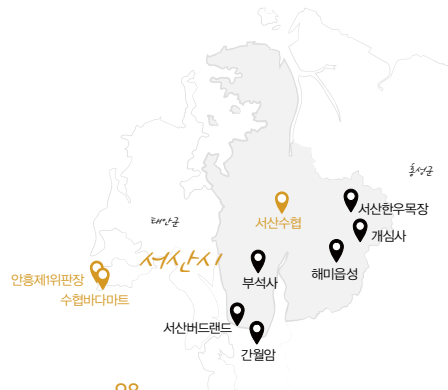 홍성군
서산한우목장
태안군
서산수협
개심사
서산시
해미읍성
안흥제1위판장
부석사
수협바다마트
서산버드랜드
간월암